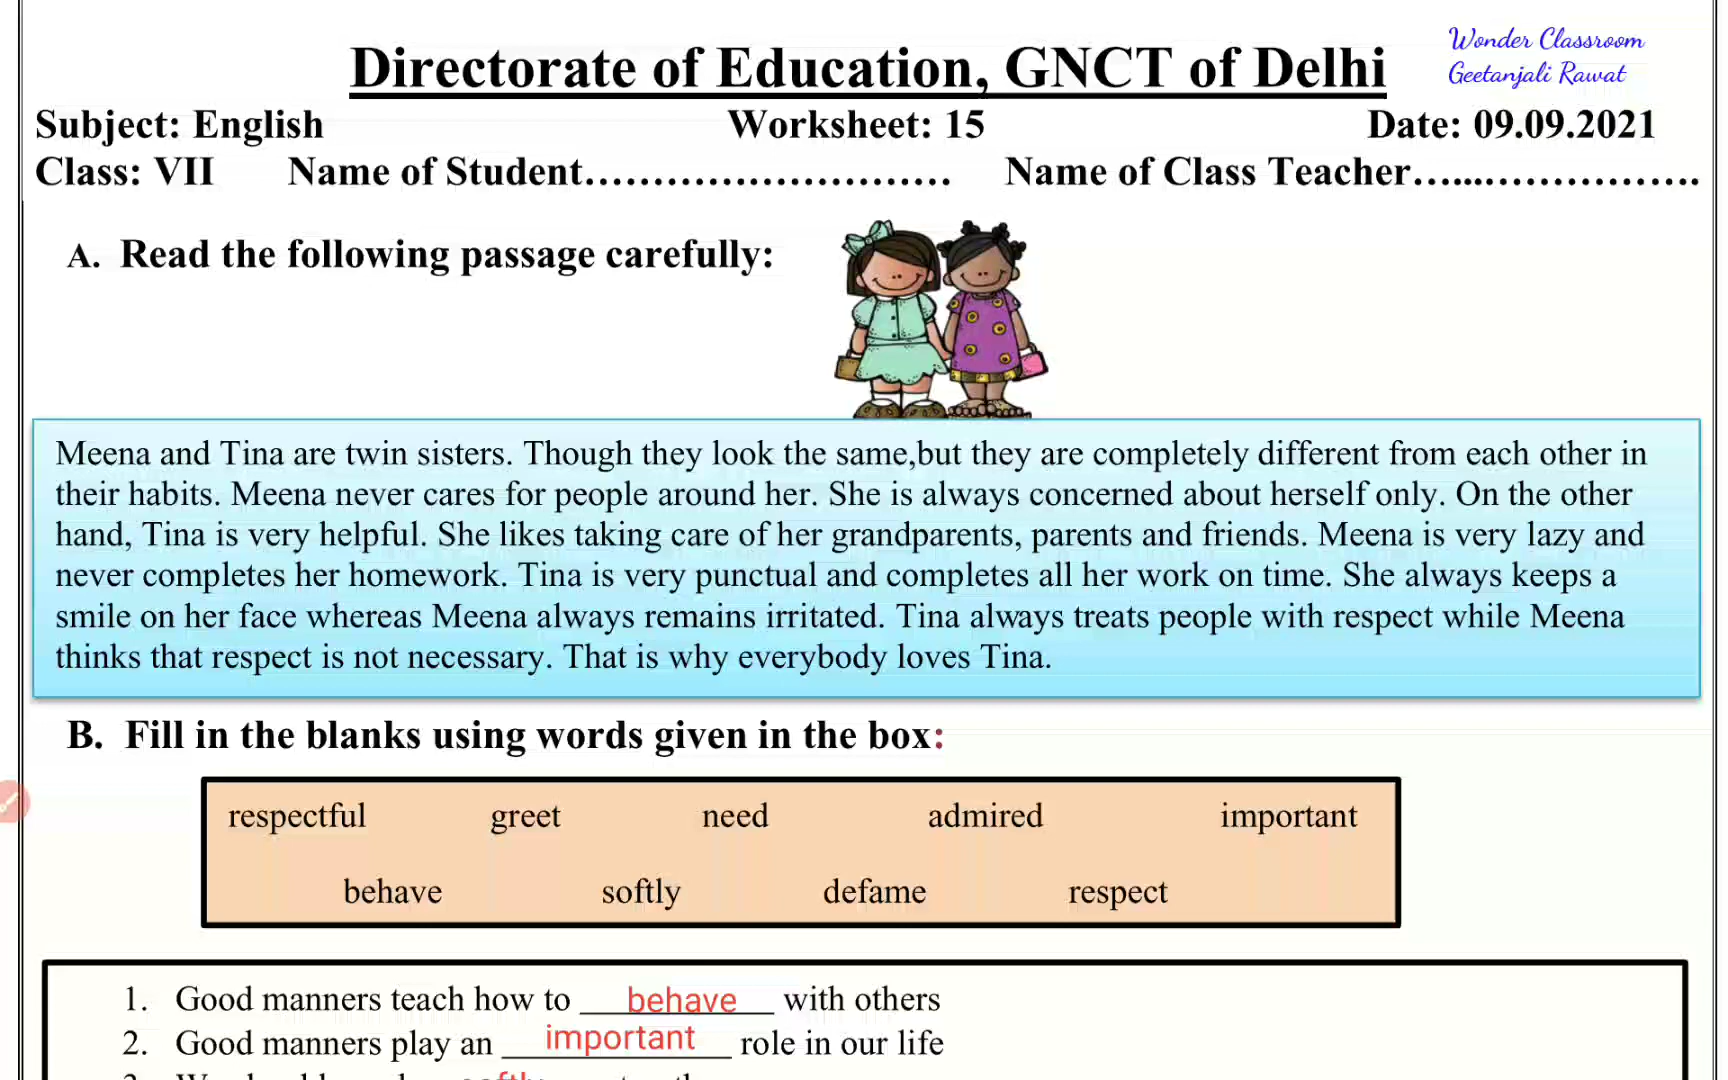 Wonder Classroom
Geetanjali Rawat
Directorate of Education, GNCT of Delhi
Subject: English Worksheet: 15 Date: 09.09.2021
Class: VII Name of Student........................... Name of Class Teacher......................
A. Read the following passage carefully:
Meena and Tina are twin sisters. Though they look the same,but they are completely different from each other in
their habits. Meena never cares for people around her. She is always concerned about herself only. On the other
hand, Tina is very helpful. She likes taking care of her grandparents, parents and friends. Meena is very lazy and
never completes her homework. Tina is very punctual and completes all her work on time. She always keeps a
smile on her face whereas Meena always remains irritated. Tina always treats people with respect while Meena
thinks that respect is not necessary. That is why everybody loves Tina.
B. Fill in the blanks using words given in the box:
respectful greet need admired important
behave softly defame respect
1. Good manners teach how to behave with others
2. Good manners play an important role in our life